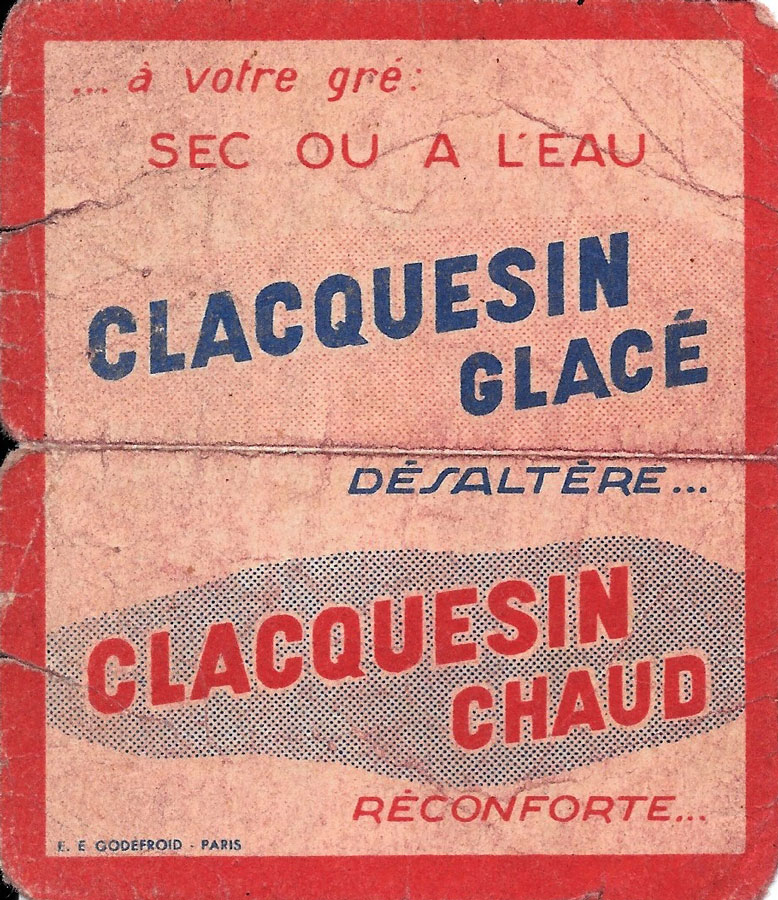 ... à votre gré:
SEC OU A L'EAU
CLACQUESIN
GLACÉ
DÉSALTÈRE...
CLACQUESIN
CHAUD
RÉCONFORTE...
E. E GODEFROID - PARIS